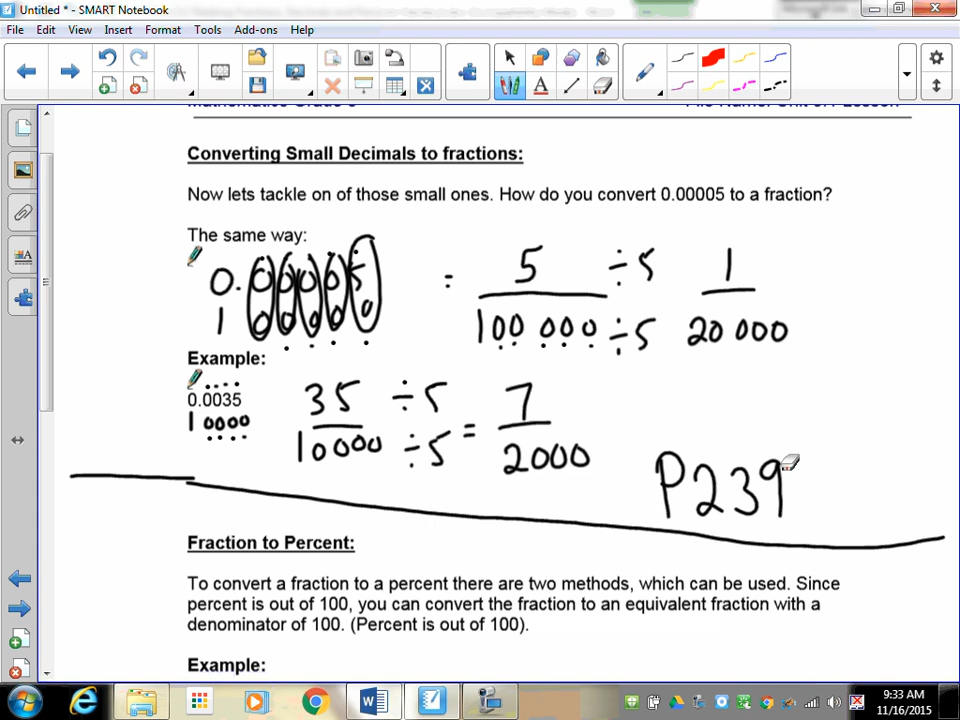 Untitled * - SMART Notebook
File Edit View Insert Format Tools Add-ons Help
Converting Small Decimals to fractions:
Now lets tackle on of those small ones. How do you convert 0.00005 to a fraction?
The same way:
0.00005 = 5 ÷5 1
1 00000 100 000 ÷5 20 000
Example:
0.0035 35 ÷5 = 7
10000 10000 ÷5 2000
P239
Fraction to Percent:
To convert a fraction to a percent there are two methods, which can be used. Since
percent is out of 100, you can convert the fraction to an equivalent fraction with a
denominator of 100. (Percent is out of 100).
Example:
9:33 AM
11/16/2015